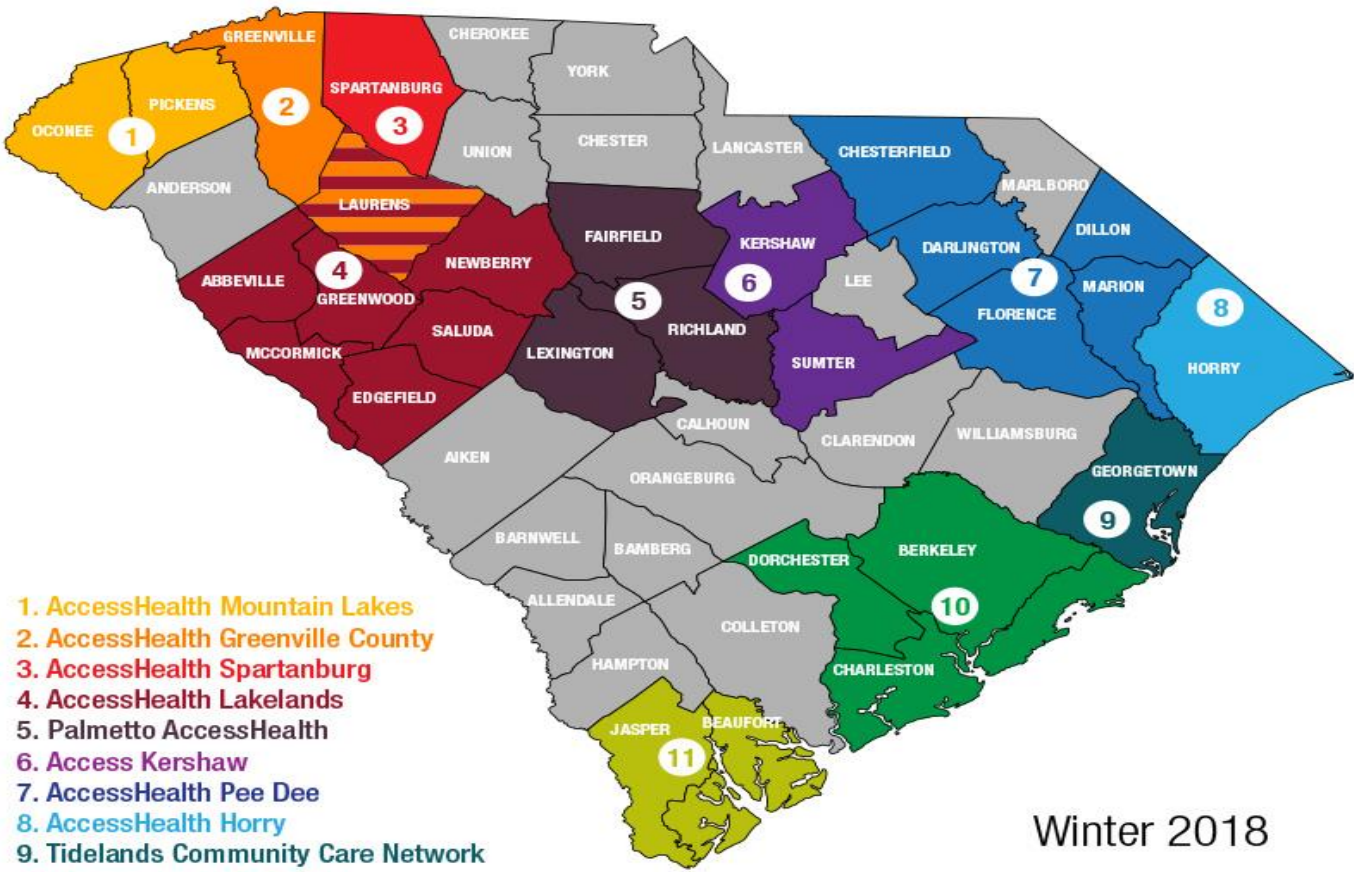 GREENVILLE
CHEROKEE
YORK
SPARTANBURG
PICKENS
2
OCONEE
1
3
CHESTER
LANCASTER
CHESTERFIELD
UNION
ANDERSON
MARLBORO
LAURENS
DILLON
FAIRFIELD
KERSHAW
DARLINGTON
NEWBERRY
4
ABBEVILLE
GREENWOOD
6
LEE
7
MARION
5
8
FLORENCE
RICHLAND
SALUDA
MCCORMICK
LEXINGTON
SUMTER
HORRY
EDGEFIELD
CALHOUN
CLARENDON
WILLIAMSBURG
AIKEN
GEORGETOWN
ORANGEBURG
9
BARNWELL
BAMBERG
DORCHESTER
BERKELEY
ALLENDALE
10
COLLETON
HAMPTON
CHARLESTON
JASPER
BEAUFORT
11
1. AccessHealth Mountain Lakes
2. AccessHealth Greenville County
3. AccessHealth Spartanburg
4. AccessHealth Lakelands
5. Palmetto AccessHealth
6. Access Kershaw
7. AccessHealth Pee Dee
8. AccessHealth Horry
9. Tidelands Community Care Network
Winter 2018